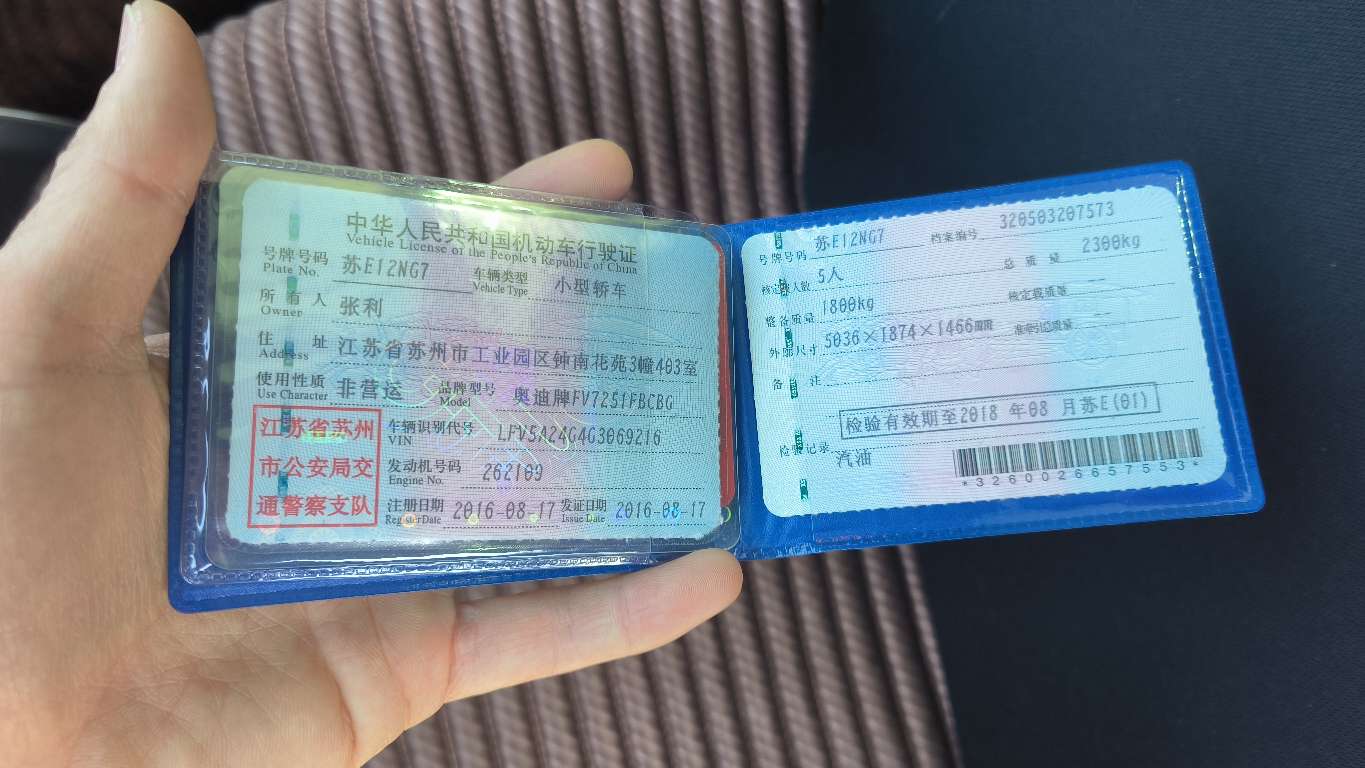 中华人民共和国机动车行驶证
Vehicle License of the People's Republic of China
号牌号码 苏E12NG7 车辆类型 小型轿车
Plate No. Vehicle Type
所有人 张利
Owner
住址 江苏省苏州市工业园区钟南花苑3幢403室
Address
使用性质 非营运 品牌型号 奥迪牌FV7251FBCBG
Use Character Model
江苏省苏州
市公安局交
通警察支队
车辆识别代号 LFV5A24G4G3069216
VIN
发动机号码 262109
Engine No.
注册日期 2016-08-17 发证日期 2016-08-17
Register Date Issue Date
号牌号码 苏E12NG7 档案编号 320503207573
核定载人数 5人 总质量 2300kg
整备质量 1800kg 核定载质量 --
外廓尺寸 5036×1874×1466mm 准牵引总质量 --
备注
检验有效期至2018 年08 月苏E(01)
检验记录 汽油
*3260026657553*